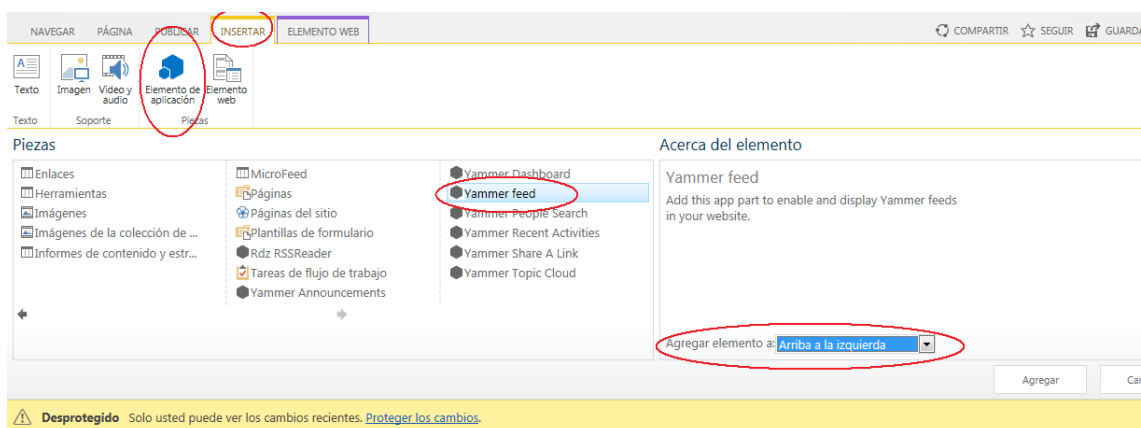 NAVEGAR PÁGINA PUBLICAR INSERTAR ELEMENTO WEB COMPARTIR SEGUIR GUARDA
Texto Imagen Video y audio Elemento de aplicación Elemento web
Texto Soporte Piezas
Piezas
Enlaces
Herramientas
Imágenes
Imágenes de la colección de ...
Informes de contenido y estr...
MicroFeed
Páginas
Páginas del sitio
Plantillas de formulario
Rdz RSSReader
Tareas de flujo de trabajo
Yammer Announcements
Yammer Dashboard
Yammer feed
Yammer People Search
Yammer Recent Activities
Yammer Share A Link
Yammer Topic Cloud
Acerca del elemento
Yammer feed
Add this app part to enable and display Yammer feeds
in your website.
Agregar elemento a: Arriba a la izquierda
Agregar Can
Desprotegido Solo usted puede ver los cambios recientes. Proteger los cambios.